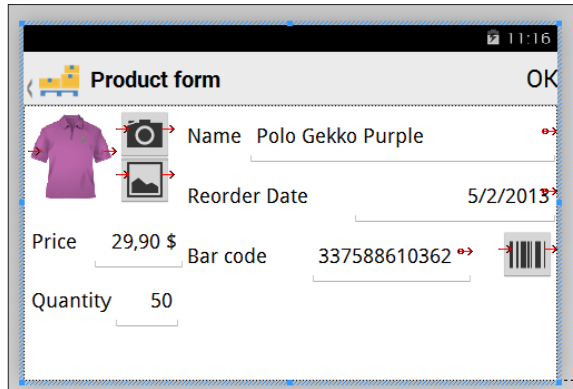 11:16
Product form OK
Name Polo Gekko Purple
Reorder Date 5/2/2013
Price 29,90 $
Bar code 337588610362
Quantity 50